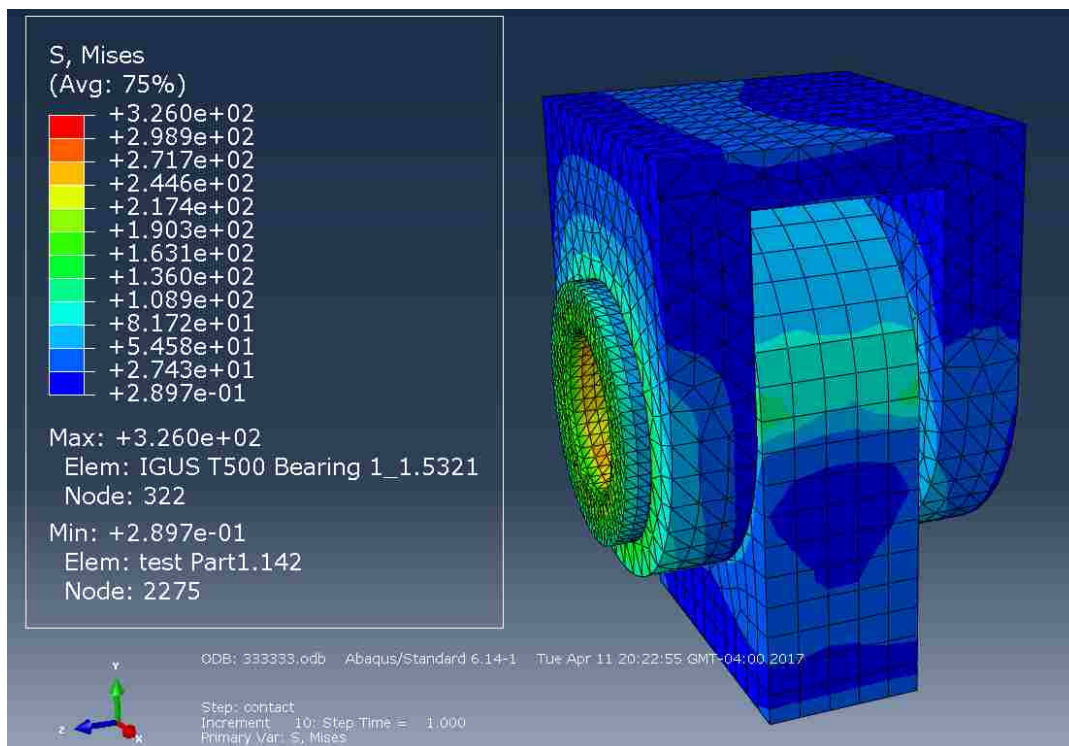 S, Mises
(Avg: 75%)
+3.260e+02
+2.989e+02
+2.717e+02
+2.446e+02
+2.174e+02
+1.903e+02
+1.631e+02
+1.360e+02
+1.089e+02
+8.172e+01
+5.458e+01
+2.743e+01
+2.897e-01
Max: +3.260e+02
Elem: IGUS T500 Bearing 1_1.5321
Node: 322
Min: +2.897e-01
Elem: test Part1.142
Node: 2275
ODB: 333333.odb Abaqus/Standard 6.14-1 Tue Apr 11 20:22:55 GMT-04:00 2017
Y
Z
X
Step: contact
Increment 10: Step Time = 1.000
Primary Var: S, Mises